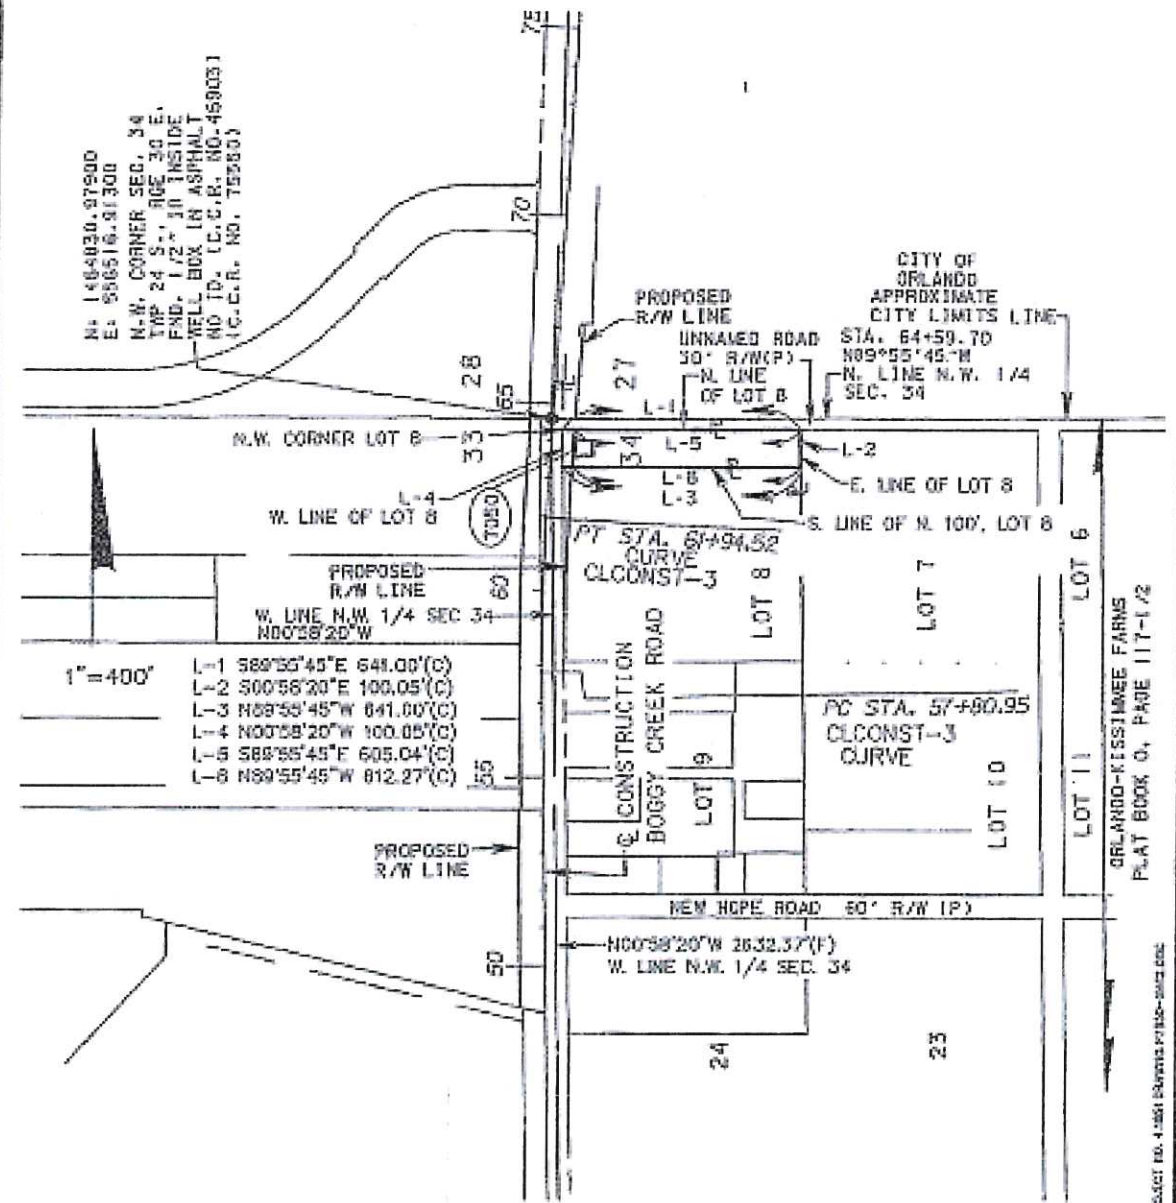 75
N: 1464830.97900
E: 556516.91300
N.W. CORNER SEC. 34
TWP 24 S., RGE 30 E.
FND. 1/2" IP INSIDE
WELL BOX IN ASPHALT
NO ID. (C.C.R. NO.
(C.C.R. NO.
70
CITY OF
ORLANDO
APPROXIMATE
CITY LIMITS LINE
PROPOSED
R/W LINE
UNNAMED ROAD
30' R/W(P)
N. LINE
OF LOT 8
STA. 64+59.70
N89°55'45"W
N. LINE N.W. 1/4
SEC. 34
28
27
65
L-1
N.W. CORNER LOT 8
33
34
L-5
L-2
L-4
W. LINE OF LOT 8
L-6
L-3
E. LINE OF LOT 8
S. LINE OF N. 100', LOT 8
7050
PT STA. 61+94.52
CURVE
CLCONST-3
PROPOSED
R/W LINE
60
W. LINE N.W. 1/4 SEC 34
N00°58'20"W
LOT 8
LOT 7
LOT 6
1"=400'
L-1 S89°55'45"E 641.00'(C)
L-2 S00°58'20"E 100.05'(C)
L-3 N89°55'45"W 641.00'(C)
L-4 N00°58'20"W 100.05'(C)
L-5 S89°55'45"E 605.04'(C)
L-6 N89°55'45"W 612.27'(C)
55
℄ CONSTRUCTION
BOGGY CREEK ROAD
LOT 9
PC STA. 57+80.95
CLCONST-3
CURVE
LOT 10
LOT 11
ORLANDO-KISSIMMEE FARMS
PLAT BOOK O, PAGE 117-1/2
PROPOSED
R/W LINE
NEW HOPE ROAD 60' R/W (P)
N00°58'20"W 2632.37'(F)
W. LINE N.W. 1/4 SEC. 34
50
24
23